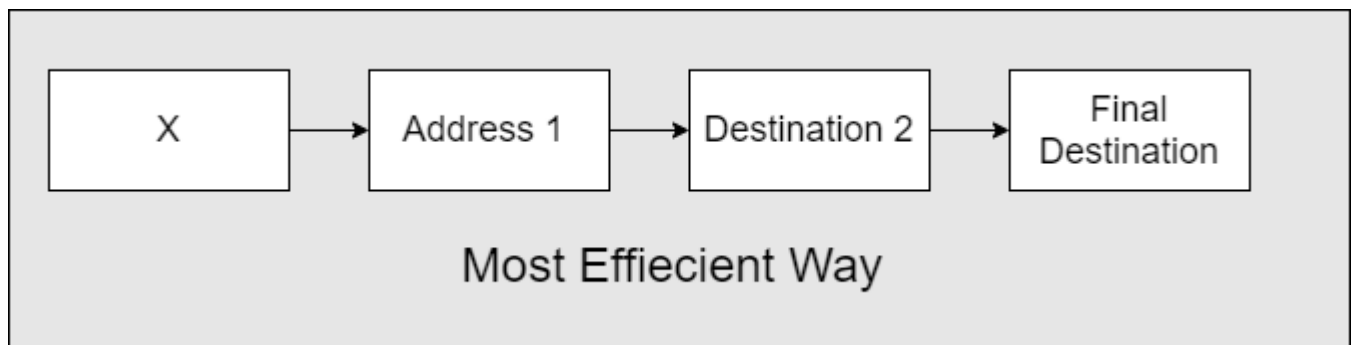 X
Address 1
Destination 2
Final
Destination
Most Effiecient Way